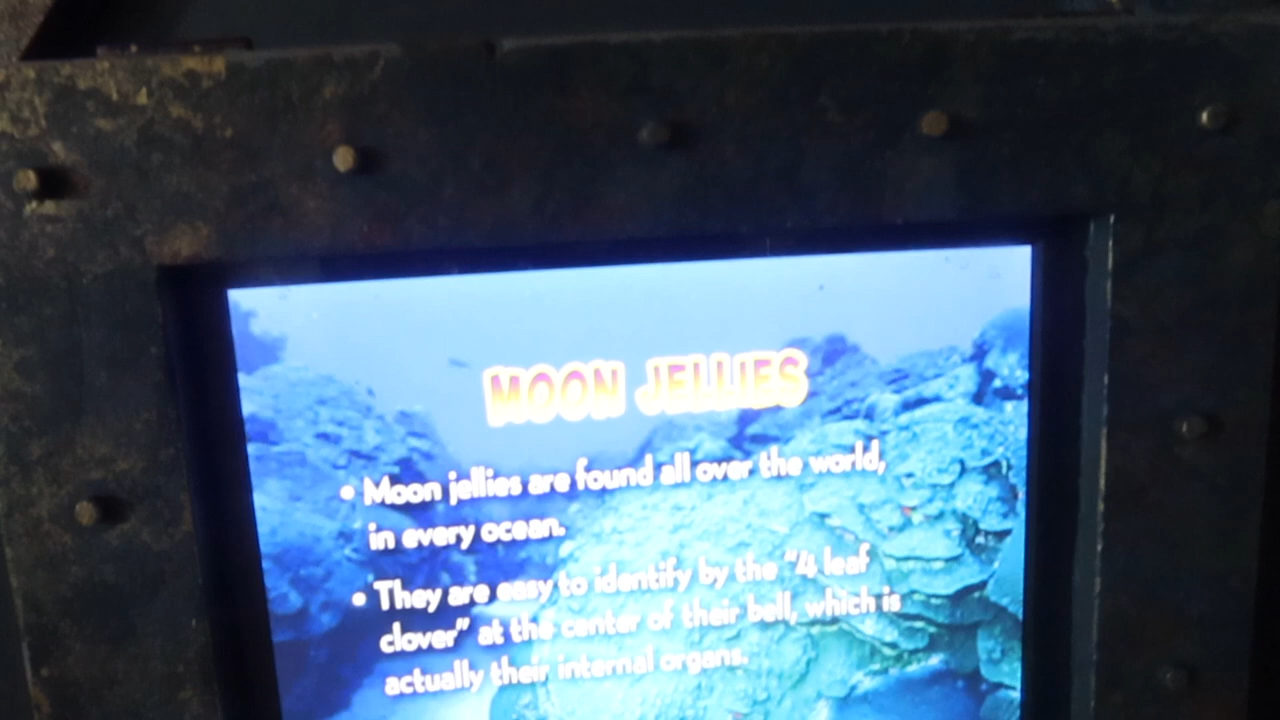 MOON JELLIES
• Moon jellies are found all over the world,
in every ocean.
• They are easy to identify by the "4 leaf
clover" at the center of their bell, which is
actually their internal organs.